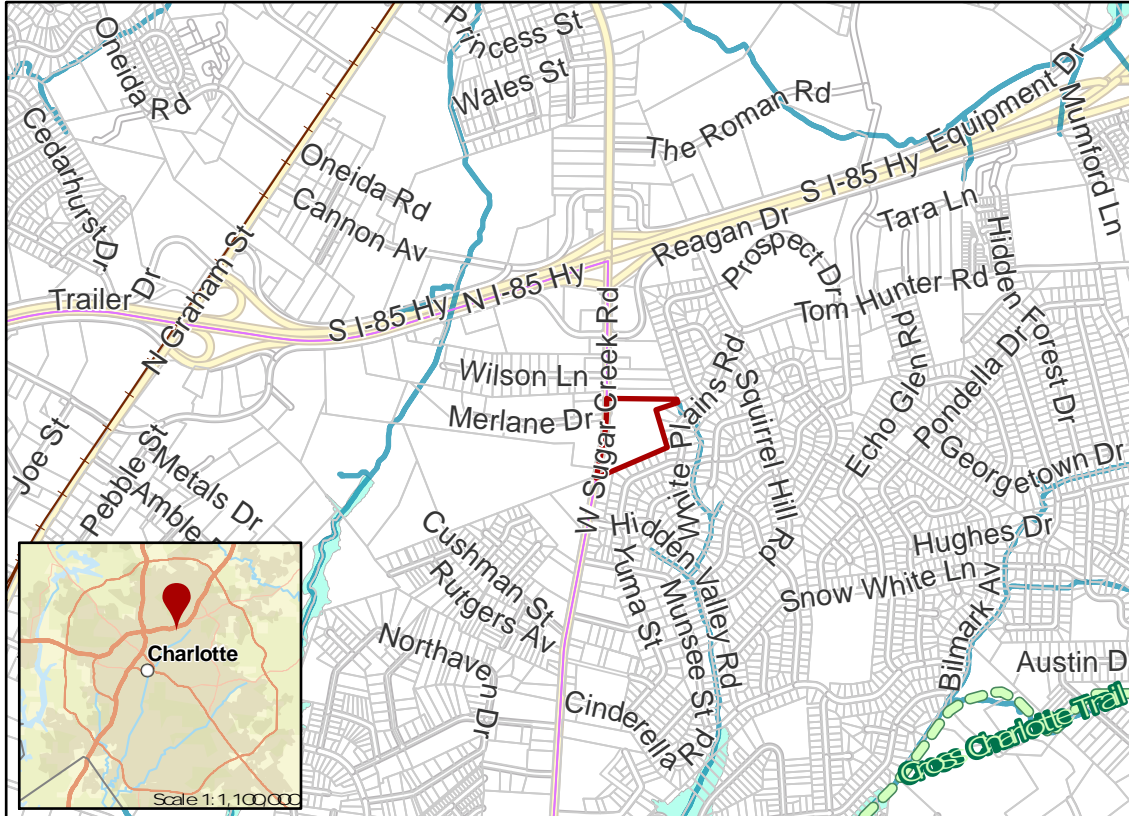 Oneida Rd
Princess St
Wales St
The Roman Rd
Equipment Dr
Mumford Ln
Cedarhurst Dr
Oneida Rd
Cannon Av
S I-85 Hy
Tara Ln
Reagan Dr
Prospect Dr
Hidden Forest Dr
Trailer Dr
N Graham St
S I-85 Hy
N I-85 Hy
Tom Hunter Rd
W Sugar Creek Rd
Wilson Ln
Merlane Dr
White Plains Rd
Squirrel Hill Rd
Echo Glen Rd
Pondella Dr
Georgetown Dr
Joe St
Pebble St
Metals Dr
Amble
Cushman St
Rutgers Av
Hidden Valley Rd
Yuma St
Munsee St
Hughes Dr
Snow White Ln
Bilmark Av
Northaven Dr
Cinderella Rd
Austin D
Cross Charlotte Trail
Charlotte
Scale 1: 1,100,000